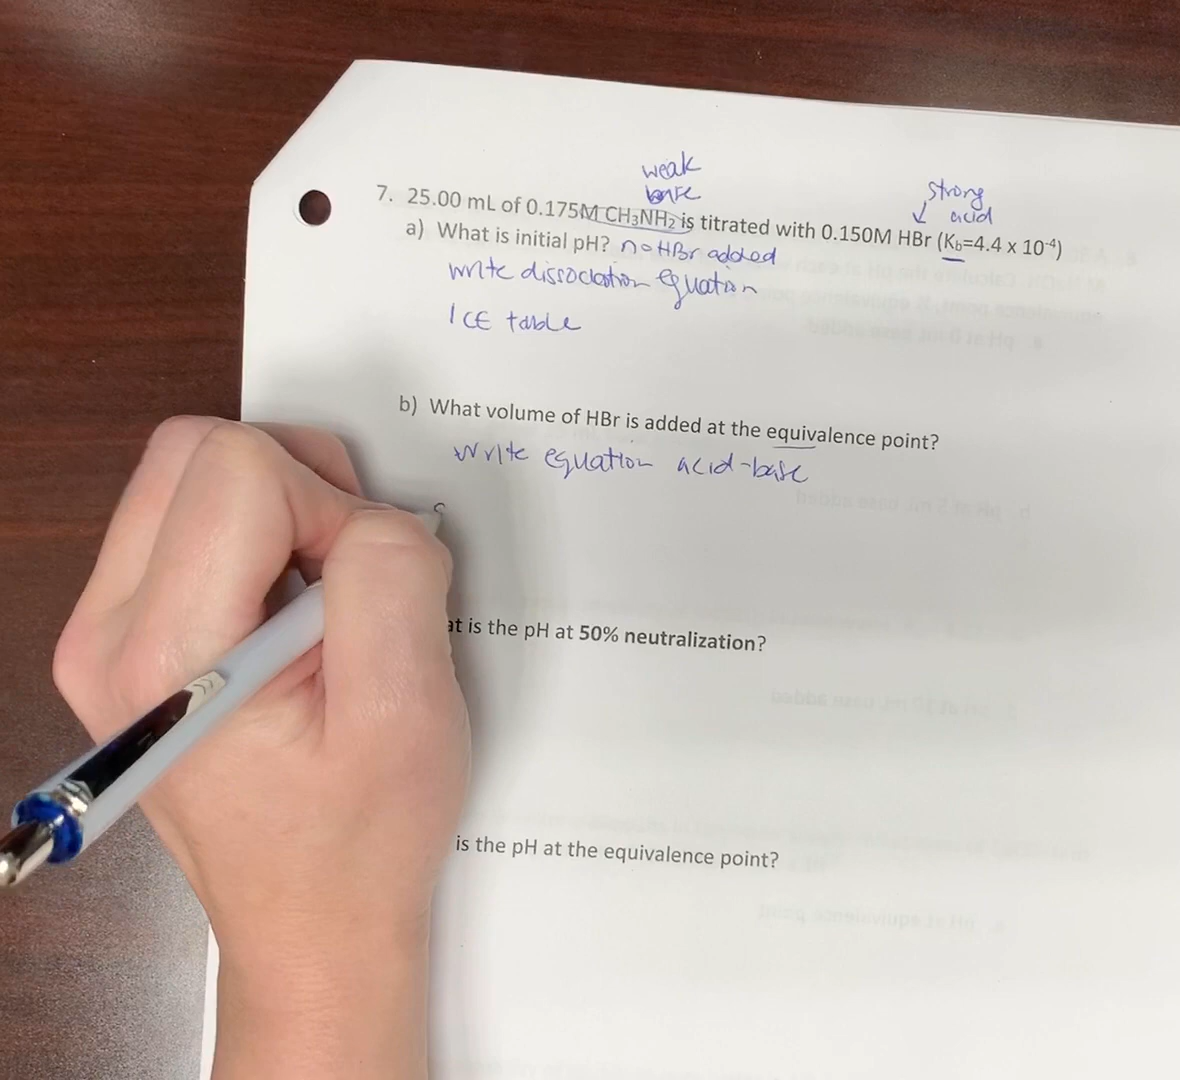 weak
base
strong
acid
7. 25.00 mL of 0.175M CH₃NH₂ is titrated with 0.150M HBr (Kb=4.4 x 10⁻⁴)
a) What is initial pH? no HBr added
write dissociation equation
ICE table
b) What volume of HBr is added at the equivalence point?
write equation acid-base
at is the pH at 50% neutralization?
is the pH at the equivalence point?